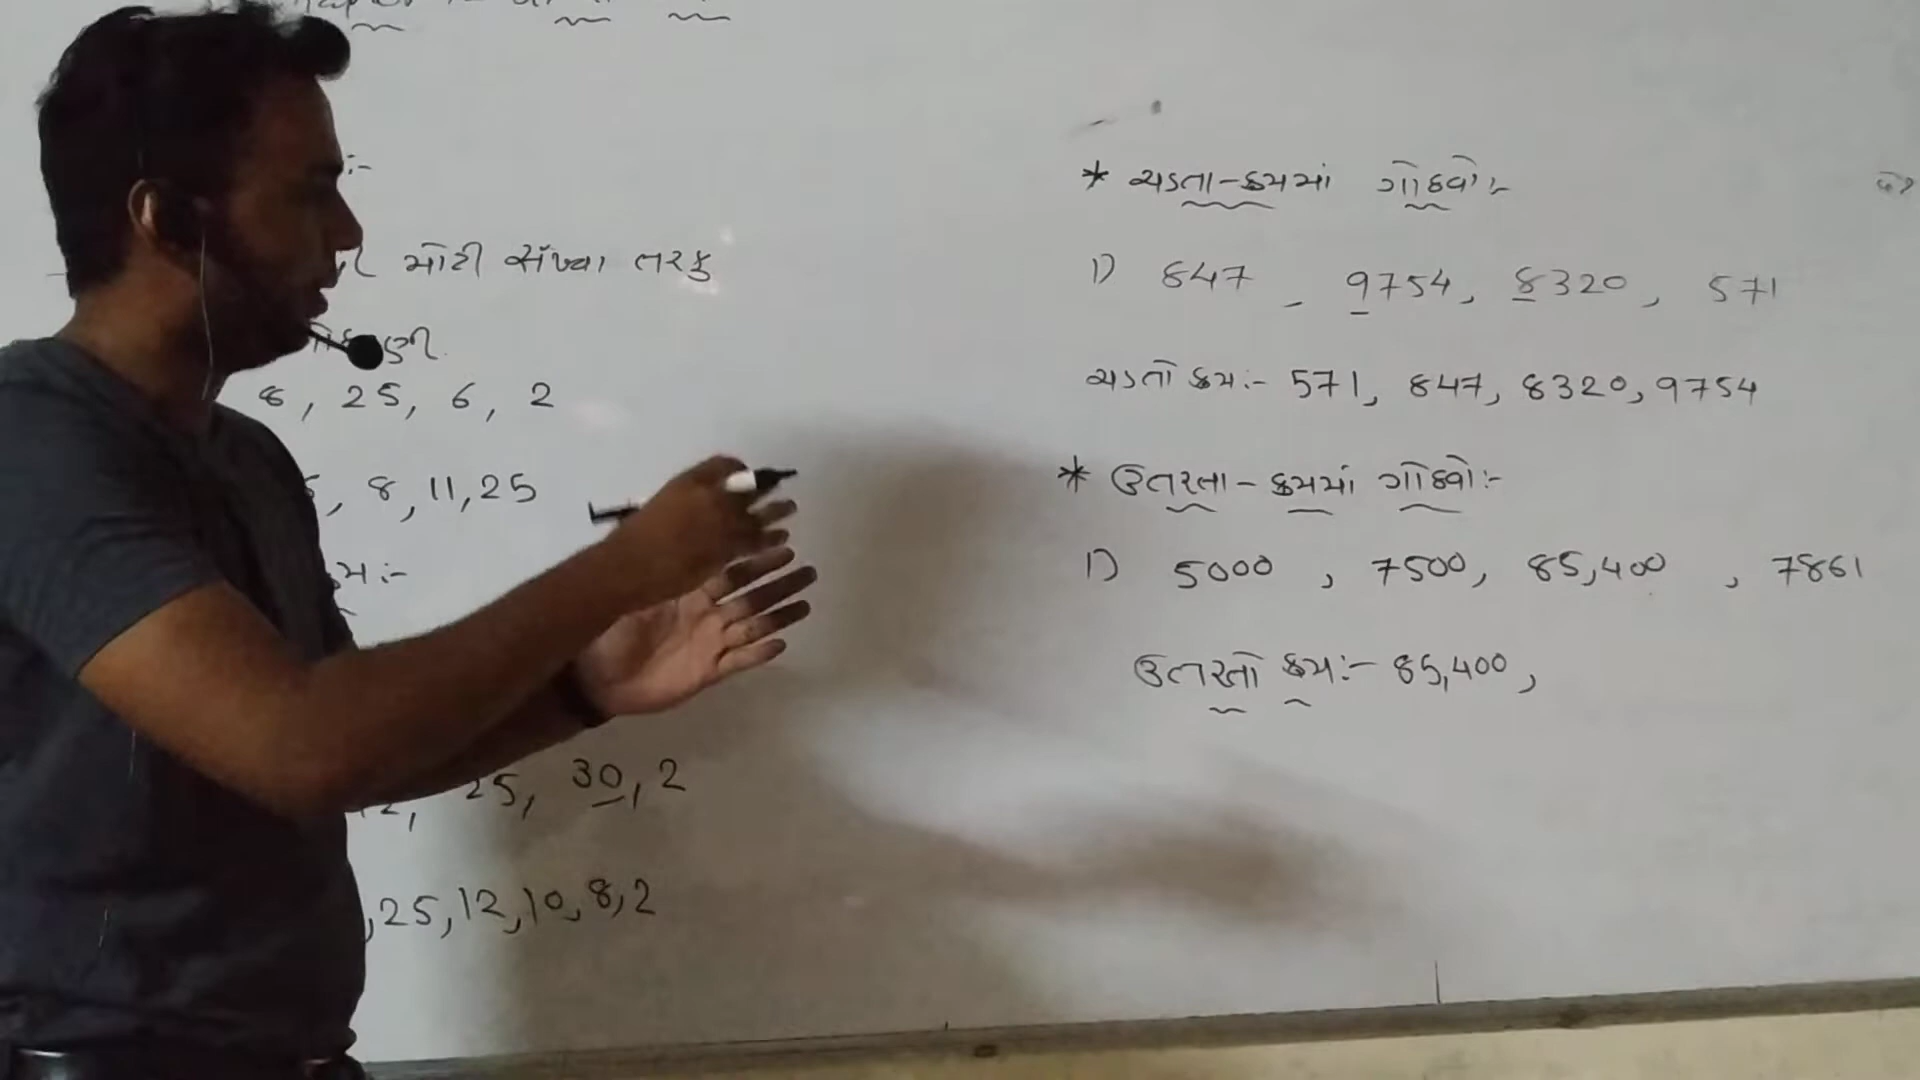 મોટી સંખ્યા તરફ
8, 25, 6, 2
, 8, 11, 25
ક્રમ:-
25, 30, 2
, 25, 12, 10, 8, 2
* ચડતા-ક્રમમાં ગોઠવો:-
1) 847, 9754, 8320, 571
ચડતો ક્રમ:- 571, 847, 8320, 9754
* ઉતરતા - ક્રમમાં ગોઠવો:-
1) 5000, 7500, 85,400, 7861
ઉતરતો ક્રમ:- 85,400,